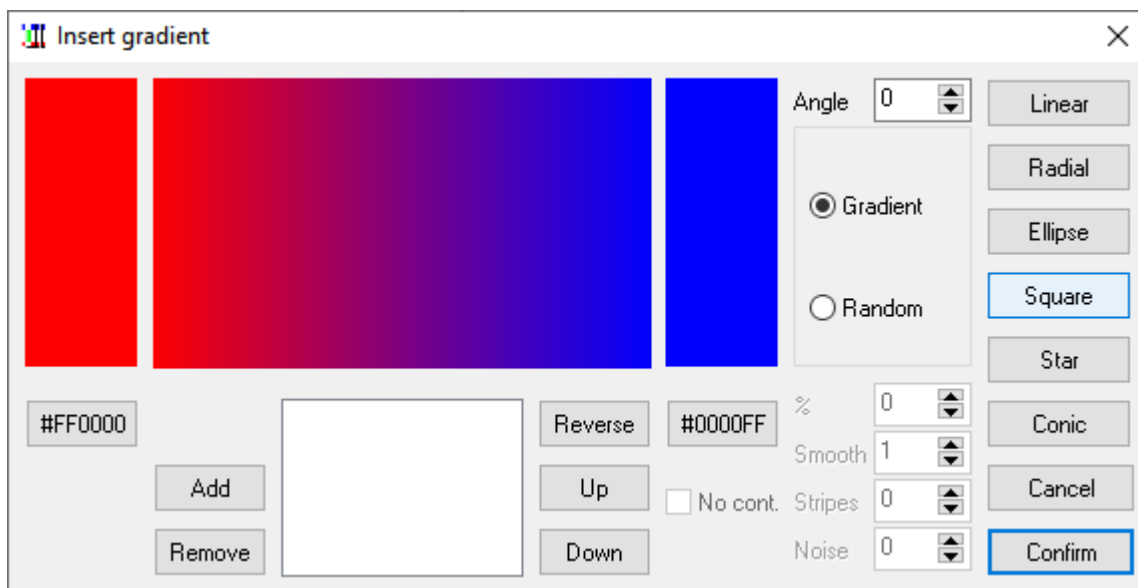 Insert gradient
Angle 0
Linear
Radial
Gradient
Ellipse
Square
Random
Star
#FF0000
Reverse
#0000FF
% 0
Conic
Smooth 1
Add
Up
No cont.
Stripes 0
Cancel
Remove
Down
Noise 0
Confirm